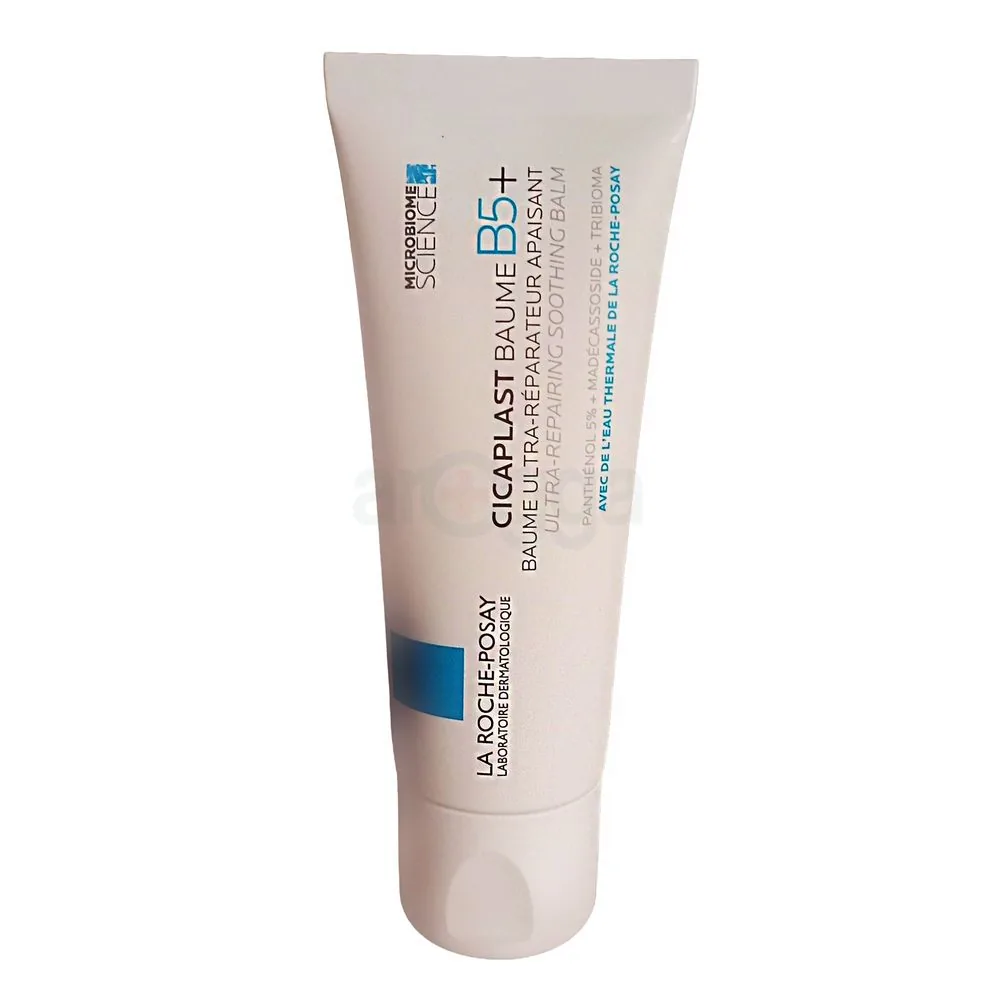 MICROBIOME
SCIENCE
CICAPLAST BAUME B5+
BAUME ULTRA-RÉPARATEUR APAISANT
ULTRA-REPAIRING SOOTHING BALM
PANTHÉNOL 5% + MADÉCASSOSIDE + TRIBIOMA
AVEC DE L'EAU THERMALE DE LA ROCHE-POSAY
LA ROCHE-POSAY
LABORATOIRE DERMATOLOGIQUE
arogga